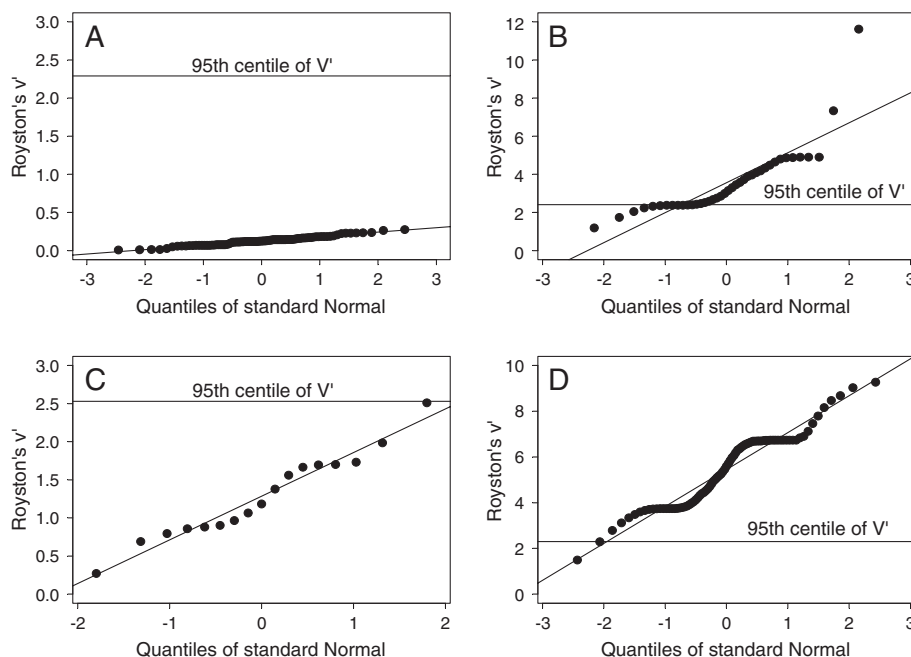 A
3.0
2.5
2.0
1.5
1.0
0.5
0.0
Royston's v'
95th centile of V'
-3 -2 -1 0 1 2 3
Quantiles of standard Normal
B
12
10
8
6
4
2
0
Royston's v'
95th centile of V'
-3 -2 -1 0 1 2 3
Quantiles of standard Normal
C
3.0
2.5
2.0
1.5
1.0
0.5
0.0
Royston's v'
95th centile of V'
-2 -1 0 1 2
Quantiles of standard Normal
D
10
8
6
4
2
0
Royston's v'
95th centile of V'
-3 -2 -1 0 1 2 3
Quantiles of standard Normal